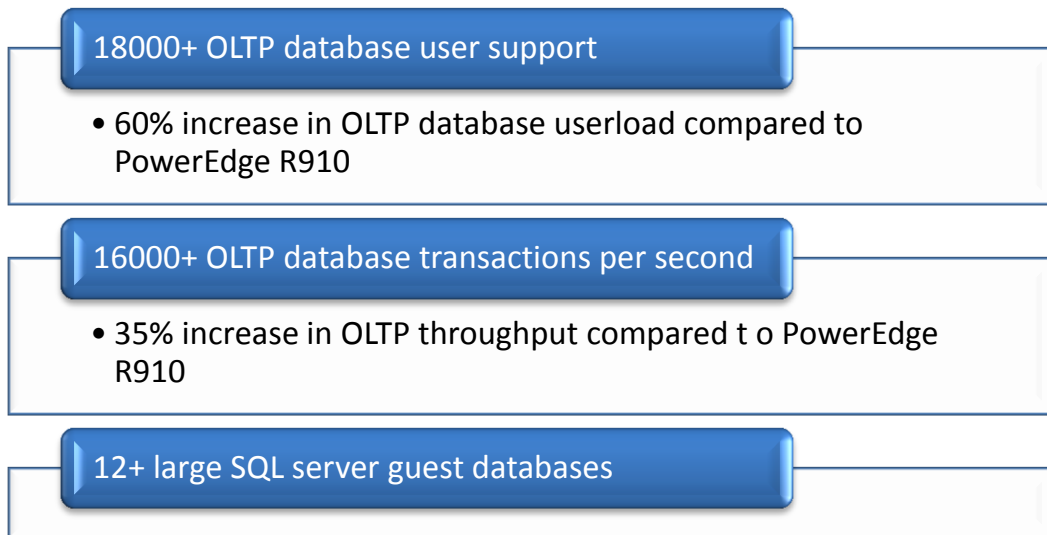 18000+ OLTP database user support
• 60% increase in OLTP database userload compared to
PowerEdge R910
16000+ OLTP database transactions per second
• 35% increase in OLTP throughput compared t o PowerEdge
R910
12+ large SQL server guest databases